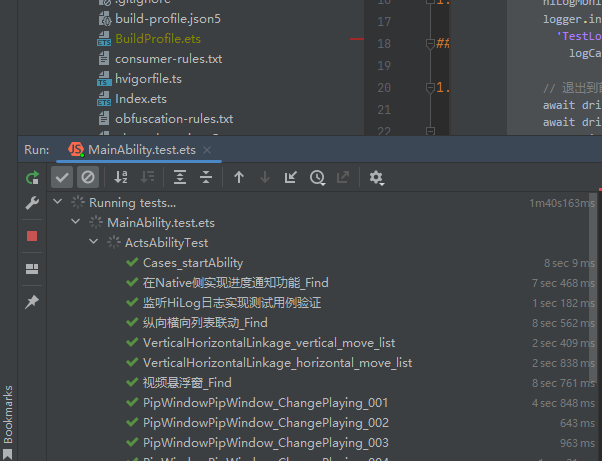 .gitignore
build-profile.json5
BuildProfile.ets
consumer-rules.txt
hvigorfile.ts
Index.ets
obfuscation-rules.txt
16
17
18
19
20
21
22
1.
##
1.
logger.in
'TestLo
logCa
// 退出到
await dri
await dri
Run: MainAbility.test.ets
Running tests... 1m40s163ms
MainAbility.test.ets
ActsAbilityTest
Cases_startAbility 8 sec 9 ms
在Native侧实现进度通知功能_Find 7 sec 468 ms
监听HiLog日志实现测试用例验证 1 sec 182 ms
纵向横向列表联动_Find 8 sec 562 ms
VerticalHorizontalLinkage_vertical_move_list 2 sec 409 ms
VerticalHorizontalLinkage_horizontal_move_list 2 sec 838 ms
视频悬浮窗_Find 8 sec 761 ms
PipWindowPipWindow_ChangePlaying_001 4 sec 848 ms
PipWindowPipWindow_ChangePlaying_002 643 ms
PipWindowPipWindow_ChangePlaying_003 963 ms
Bookmarks